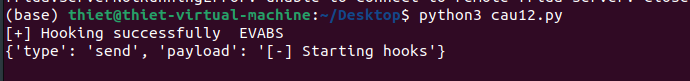 (base) thiet@thiet-virtual-machine:~/Desktop$ python3 cau12.py
[+] Hooking successfully  EVABS
{'type': 'send', 'payload': '[-] Starting hooks'}